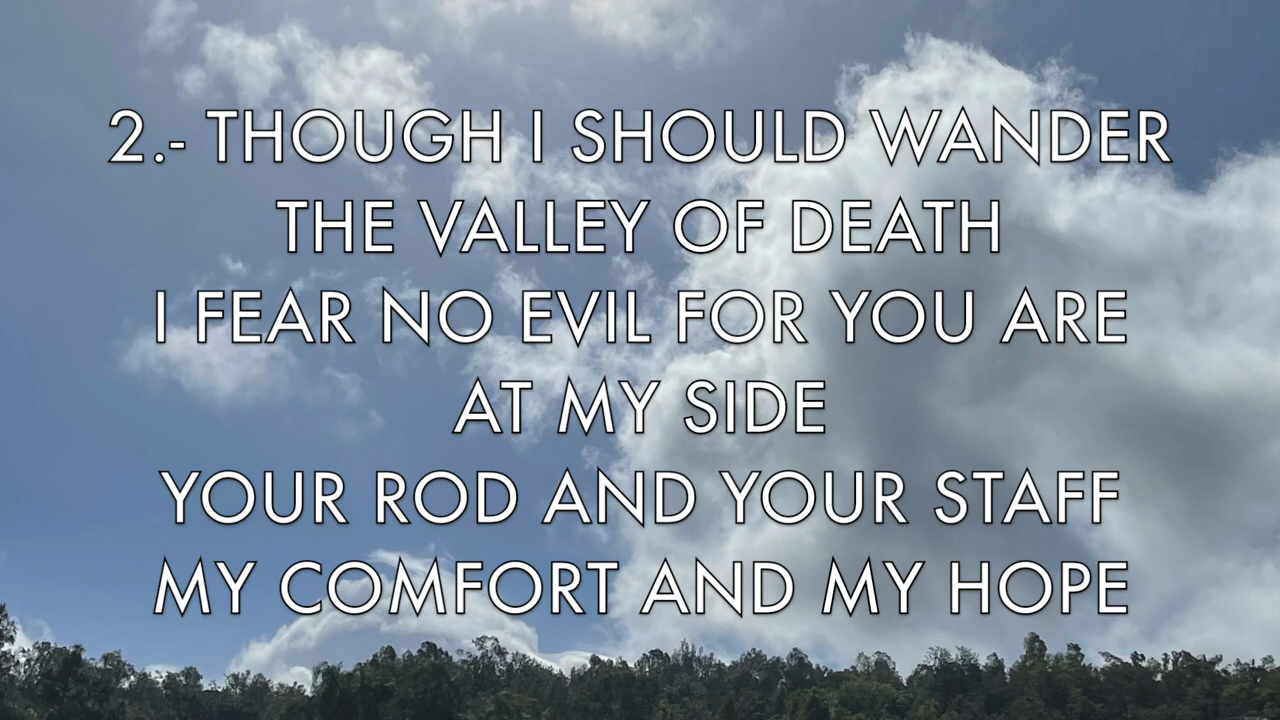 2.- THOUGH I SHOULD WANDER
THE VALLEY OF DEATH
I FEAR NO EVIL FOR YOU ARE
AT MY SIDE
YOUR ROD AND YOUR STAFF
MY COMFORT AND MY HOPE